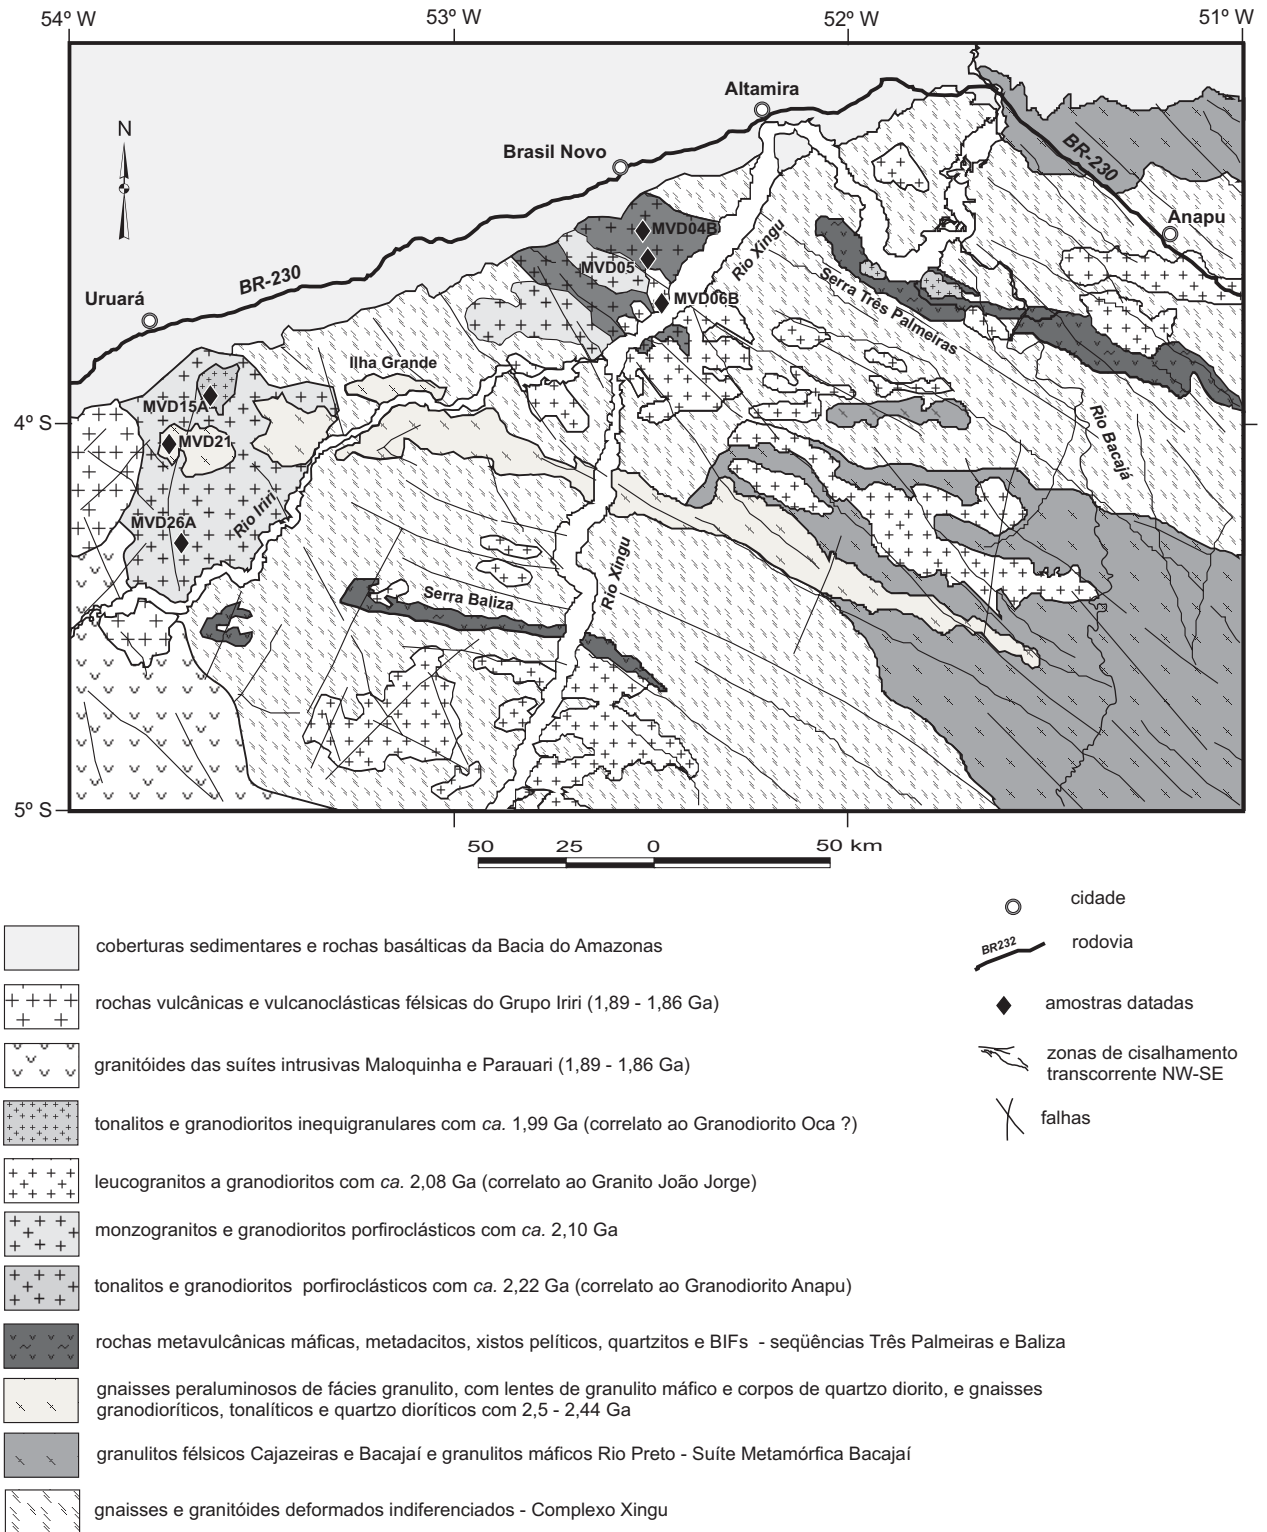 54º W
53º W
52º W
51º W
Altamira
N
Brasil Novo
BR-230
Anapu
MVD04B
MVD05
Rio Xingu
BR-230
MVD06B
Uruará
Serra Três Palmeiras
Ilha Grande
MVD15A
4º S
MVD21
Rio Bacajá
MVD26A
Rio Iriri
Rio Xingu
Serra Baliza
5º S
50 25 0 50 km
cidade
BR232
rodovia
amostras datadas
zonas de cisalhamento
transcorrente NW-SE
falhas
coberturas sedimentares e rochas basálticas da Bacia do Amazonas
rochas vulcânicas e vulcanoclásticas félsicas do Grupo Iriri (1,89 - 1,86 Ga)
granitóides das suítes intrusivas Maloquinha e Parauari (1,89 - 1,86 Ga)
tonalitos e granodioritos inequigranulares com ca. 1,99 Ga (correlato ao Granodiorito Oca ?)
leucogranitos a granodioritos com ca. 2,08 Ga (correlato ao Granito João Jorge)
monzogranitos e granodioritos porfiroclásticos com ca. 2,10 Ga
tonalitos e granodioritos porfiroclásticos com ca. 2,22 Ga (correlato ao Granodiorito Anapu)
rochas metavulcânicas máficas, metadacitos, xistos pelíticos, quartzitos e BIFs - seqüências Três Palmeiras e Baliza
gnaisses peraluminosos de fácies granulito, com lentes de granulito máfico e corpos de quartzo diorito, e gnaisses
granodioríticos, tonalíticos e quartzo dioríticos com 2,5 - 2,44 Ga
granulitos félsicos Cajazeiras e Bacajaí e granulitos máficos Rio Preto - Suíte Metamórfica Bacajaí
gnaisses e granitóides deformados indiferenciados - Complexo Xingu